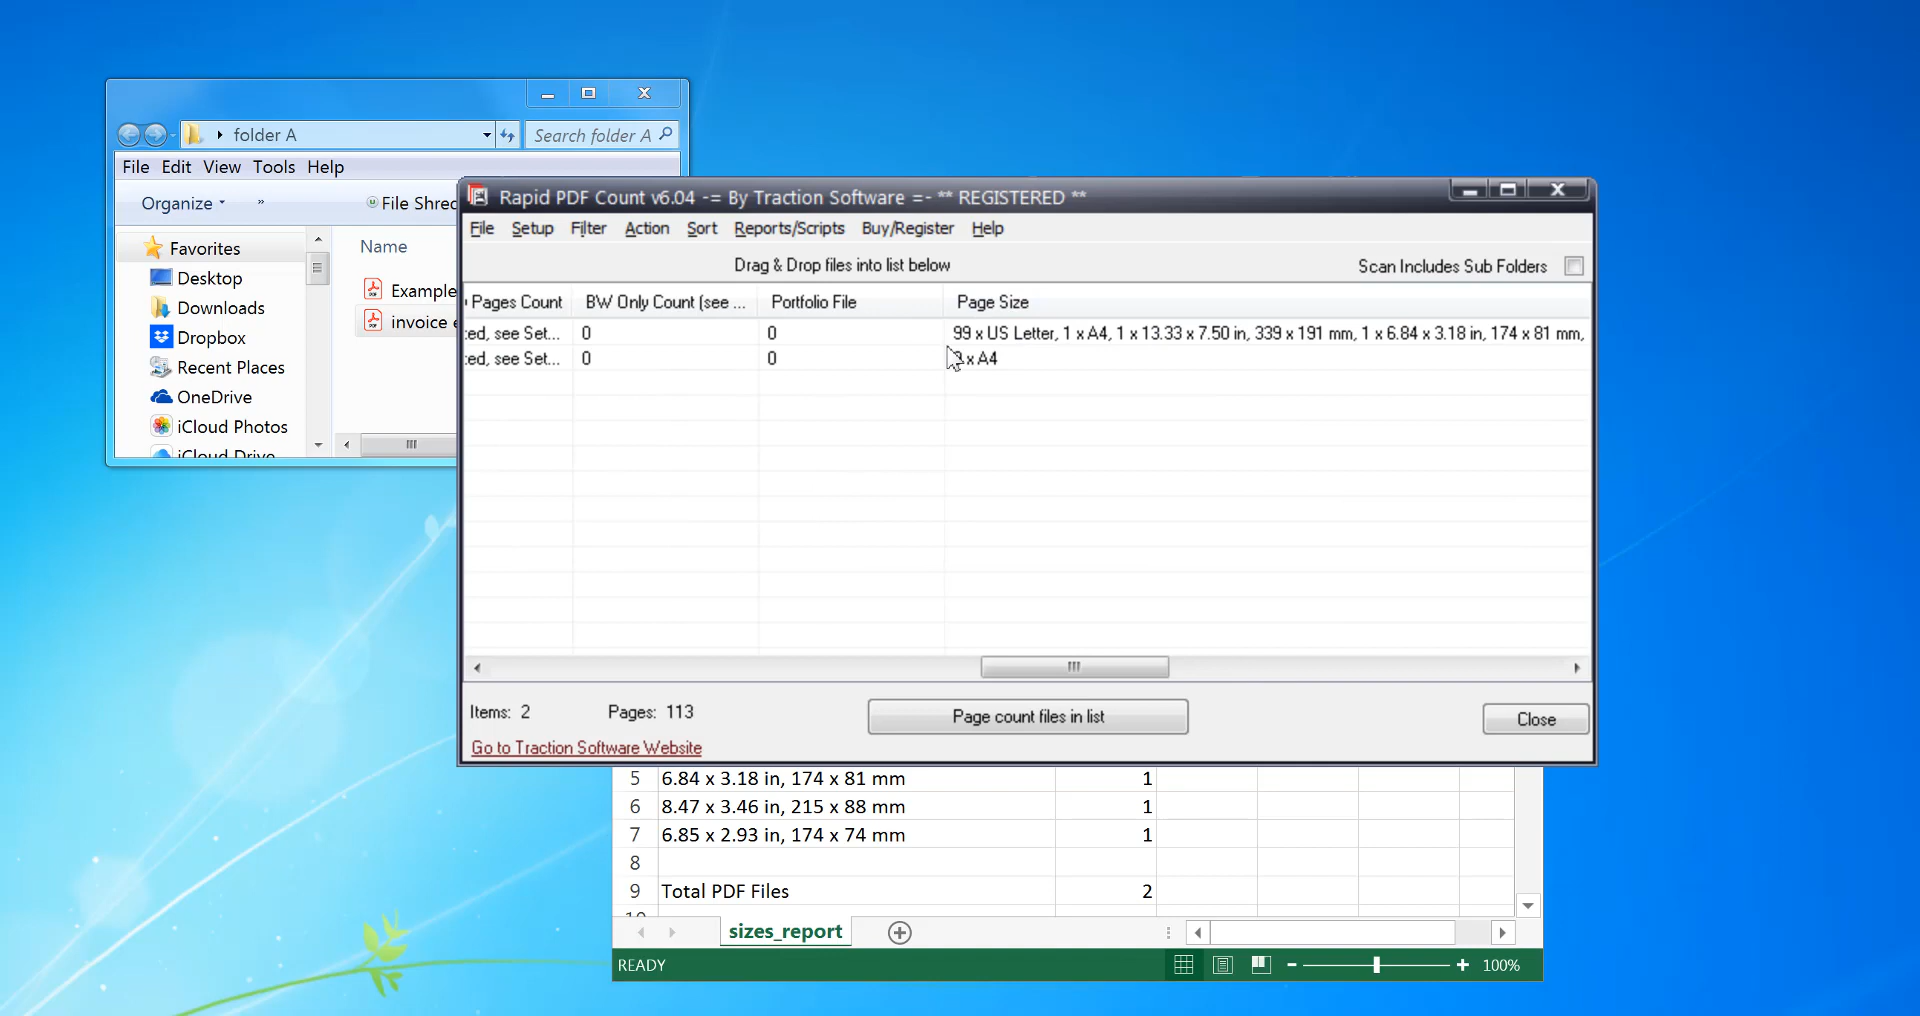 folder A
Search folder A
File Edit View Tools Help
Organize » File Shred
Favorites
Desktop
Downloads
Dropbox
Recent Places
OneDrive
iCloud Photos
iCloud Drive
Name
Example
invoice
Rapid PDF Count v6.04 -= By Traction Software =- ** REGISTERED **
File Setup Filter Action Sort Reports/Scripts Buy/Register Help
Drag & Drop files into list below
Scan Includes Sub Folders
Pages Count BW Only Count (see ... Portfolio File Page Size
ted, see Set... 0 0 99 x US Letter, 1 x A4, 1 x 13.33 x 7.50 in, 339 x 191 mm, 1 x 6.84 x 3.18 in, 174 x 81 mm,
ted, see Set... 0 0 x A4
Items: 2 Pages: 113
Page count files in list
Close
Go to Traction Software Website
5 6.84 x 3.18 in, 174 x 81 mm 1
6 8.47 x 3.46 in, 215 x 88 mm 1
7 6.85 x 2.93 in, 174 x 74 mm 1
8
9 Total PDF Files 2
10
sizes_report
READY
100%